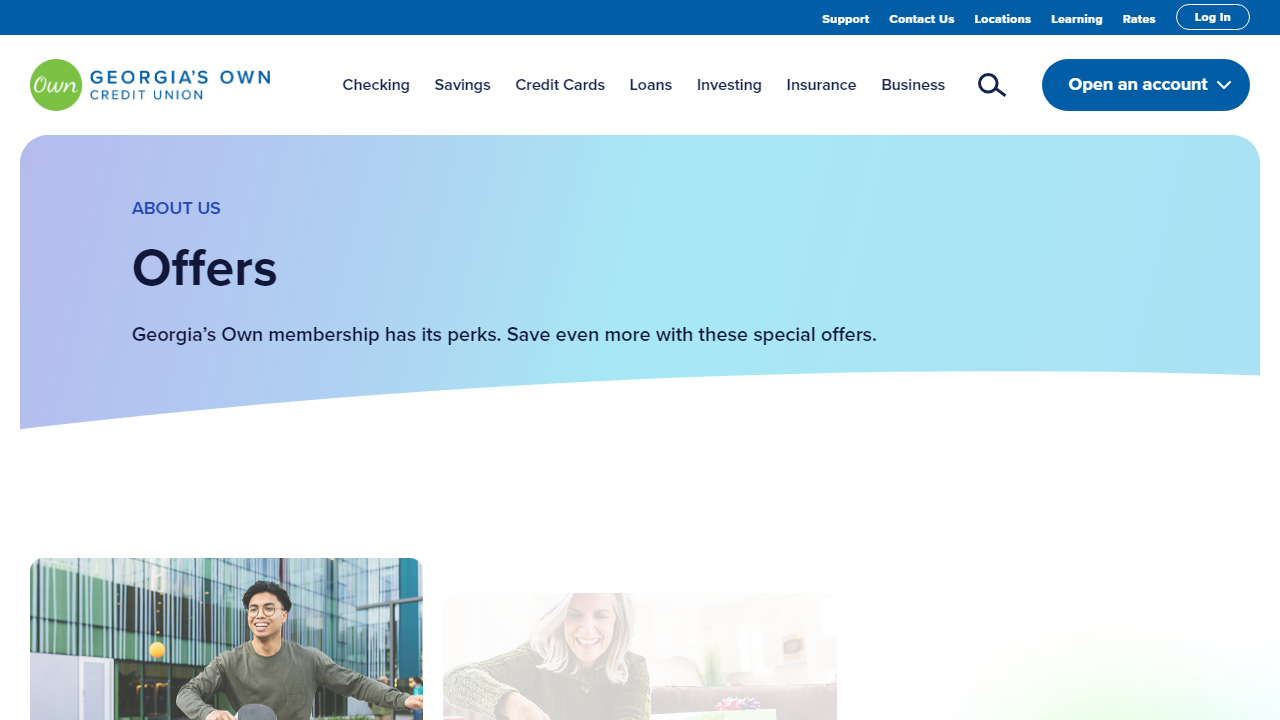 Support Contact Us Locations Learning Rates Log In
Own GEORGIA'S OWN
CREDIT UNION
Checking Savings Credit Cards Loans Investing Insurance Business Open an account
ABOUT US
Offers
Georgia’s Own membership has its perks. Save even more with these special offers.